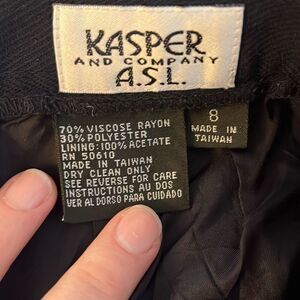 KASPER
AND COMPANY
A.S.L.
70% VISCOSE RAYON
30% POLYESTER
LINING: 100% ACETATE
RN 50610
MADE IN TAIWAN
DRY CLEAN ONLY
SEE REVERSE FOR CARE
INSTRUCTIONS AU DOS
VER AL DORSO PARA CUIDADO
8
MADE IN
TAIWAN